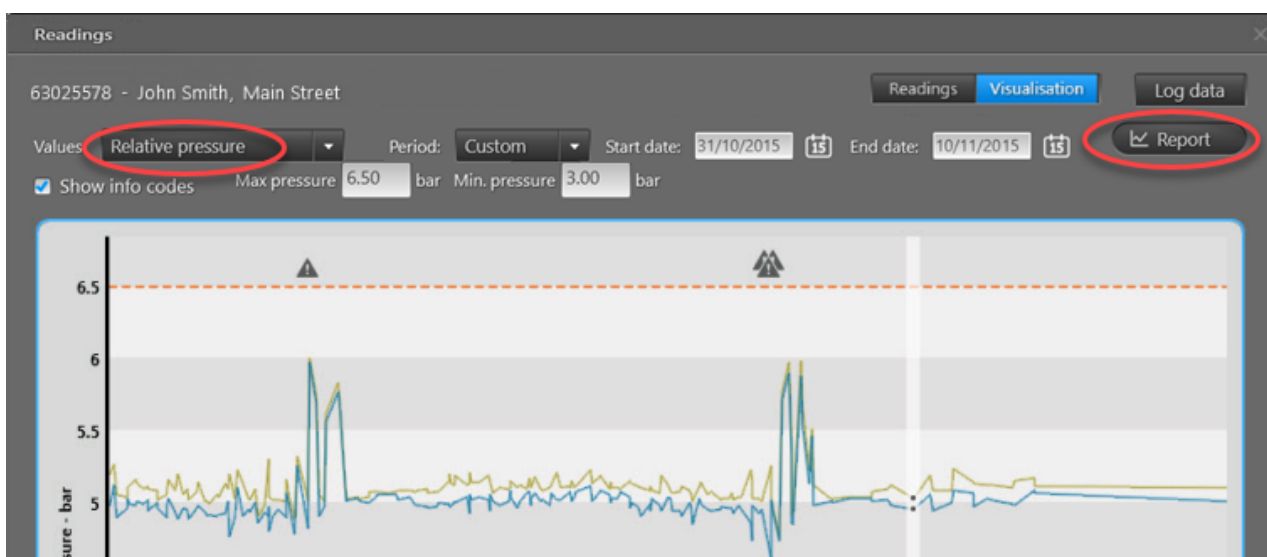 Readings
63025578 - John Smith, Main Street
Readings Visualisation Log data
Values Relative pressure Period: Custom Start date: 31/10/2015 15 End date: 10/11/2015 15 Report
Show info codes Max pressure 6.50 bar Min. pressure 3.00 bar
6.5
6
5.5
5
sure - bar